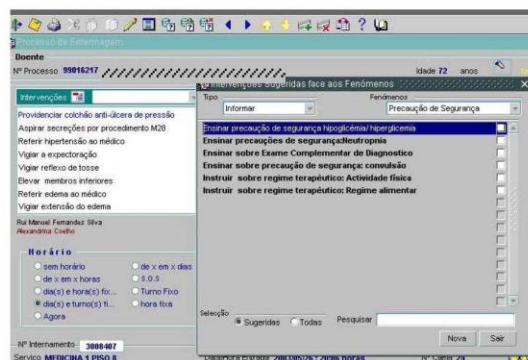 Processo de Enfermagem
Doente
Nº Processo 99016217
Idade 72 anos
Intervenções Sugeridas face aos Fenómenos
Intervenções
Tipo
Fenómenos
Informar
Precaução de Segurança
Providenciar colchão anti-úlcera de pressão
Aspirar secreções por procedimento M28
Referir hipertensão ao médico
Vigiar a expectoração
Vigiar reflexo de tosse
Elevar membros inferiores
Referir edema ao médico
Vigiar extensão do edema
Ensinar precaução de segurança hipoglicémia/ hiperglicemia
Ensinar precauções de segurança:Neutropnia
Ensinar sobre Exame Complementar de Diagnostico
Ensinar sobre precaução de segurança: convulsão
Instruir sobre regime terapéutico: Actividade física
Instruir sobre regime terapéutico: Regime alimentar
Rui Manuel Fernandes Silva
Alexandrina Coelho
Horário
sem horário
de x em x dias
de x em x horas
S.O.S
dia(s) e hora(s) fix...
Turno Fixo
dia(s) e turno(s) fi...
hora fixa
Agora
Selecção
Sugeridas
Todas
Pesquisar
Nova
Sair
Nº Internamento 3008407
Serviço MEDICINA 1 PISO 8